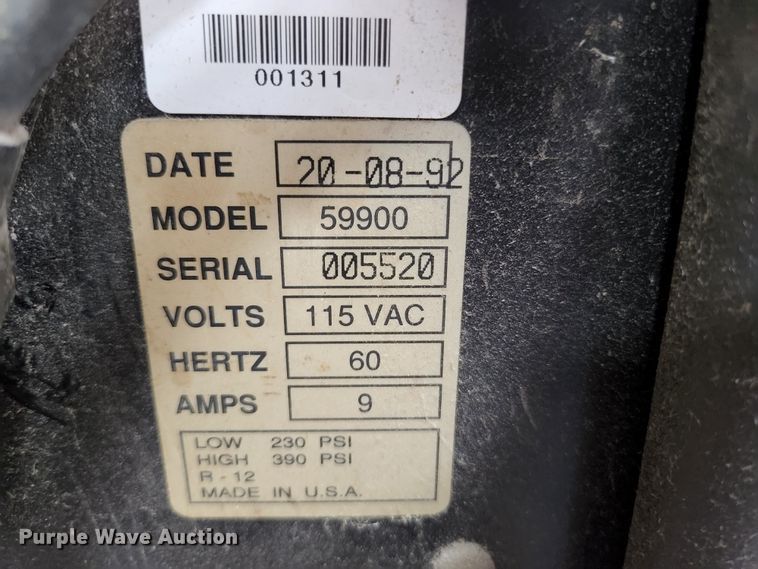 001311
DATE 20-08-92
MODEL 59900
SERIAL 005520
VOLTS 115 VAC
HERTZ 60
AMPS 9
LOW 230 PSI
HIGH 390 PSI
R - 12
MADE IN U.S.A.
Purple Wave Auction